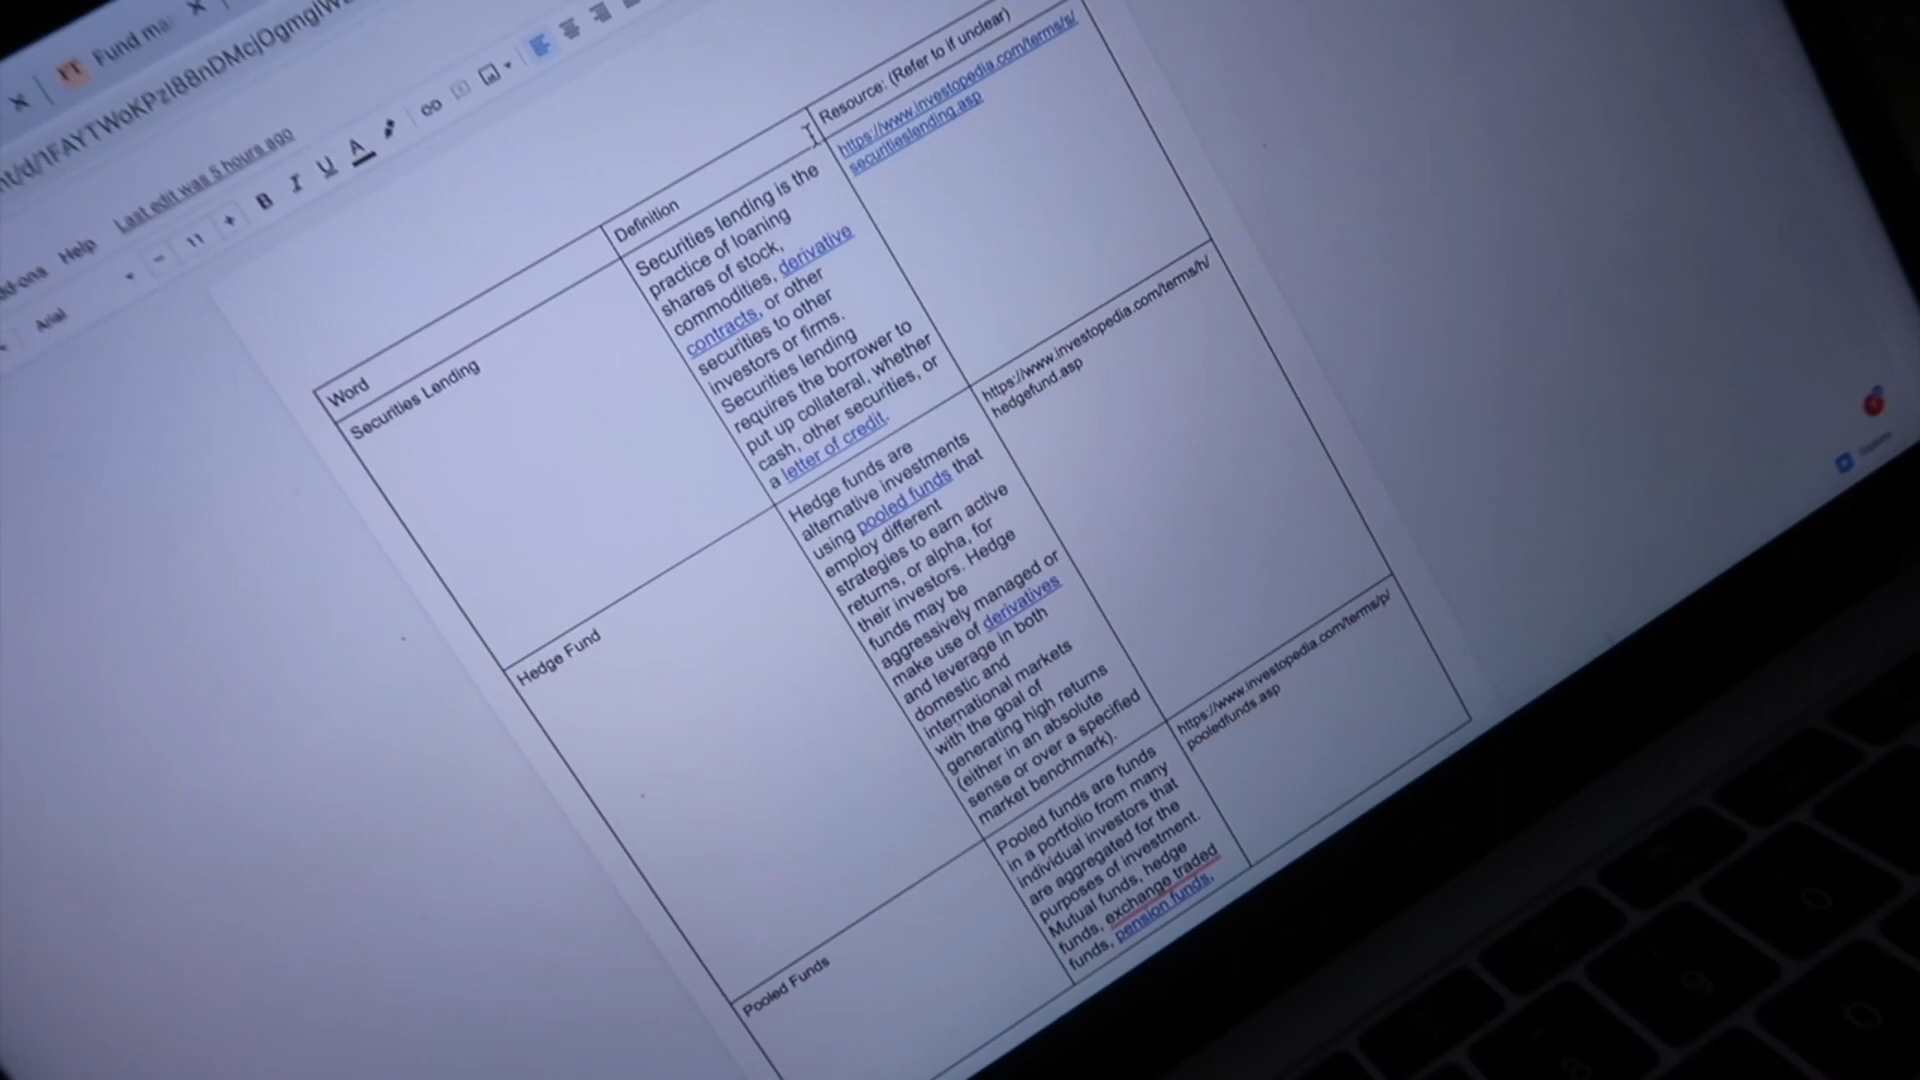 FT Fund ma
nt/d/1FAYTWoKPzI88nDMcjOgmglW
Help Last edit was 5 hours ago
Arial
11
B I U A
Word
Definition
Resource: (Refer to if unclear)
Securities Lending
Securities lending is the
practice of loaning
shares of stock,
commodities, derivative
contracts, or other
securities to other
investors or firms.
Securities lending
requires the borrower to
put up collateral, whether
cash, other securities, or
a letter of credit.
https://www.investopedia.com/terms/s/
securitieslending.asp
Hedge Fund
Hedge funds are
alternative investments
using pooled funds that
employ different
strategies to earn active
returns, or alpha, for
their investors. Hedge
funds may be
aggressively managed or
make use of derivatives
and leverage in both
domestic and
international markets
with the goal of
generating high returns
(either in an absolute
sense or over a specified
market benchmark).
https://www.investopedia.com/terms/h/
hedgefund.asp
Pooled Funds
Pooled funds are funds
in a portfolio from many
individual investors that
are aggregated for the
purposes of investment.
Mutual funds, hedge
funds, exchange traded
funds, pension funds,
https://www.investopedia.com/terms/p/
pooledfunds.asp